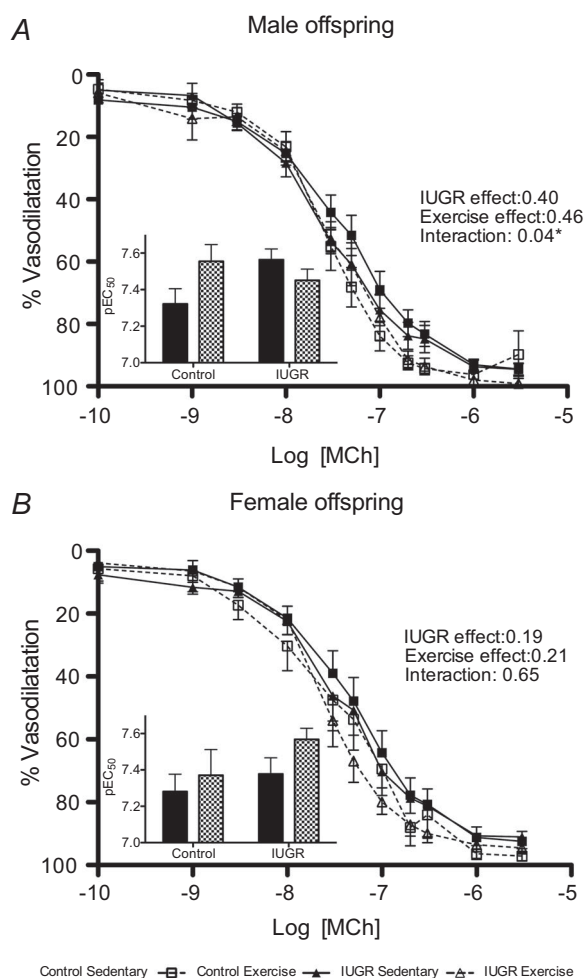 A
Male offspring
0
20
40
60
80
100
% Vasodilatation
IUGR effect:0.40
Exercise effect:0.46
Interaction: 0.04*
7.6
7.4
7.2
7.0
pEC50
Control
IUGR
-10
-9
-8
-7
-6
-5
Log [MCh]
B
Female offspring
0
20
40
60
80
100
% Vasodilatation
IUGR effect:0.19
Exercise effect:0.21
Interaction: 0.65
7.6
7.4
7.2
7.0
pEC50
Control
IUGR
-10
-9
-8
-7
-6
-5
Log [MCh]
Control Sedentary Control Exercise IUGR Sedentary IUGR Exercise